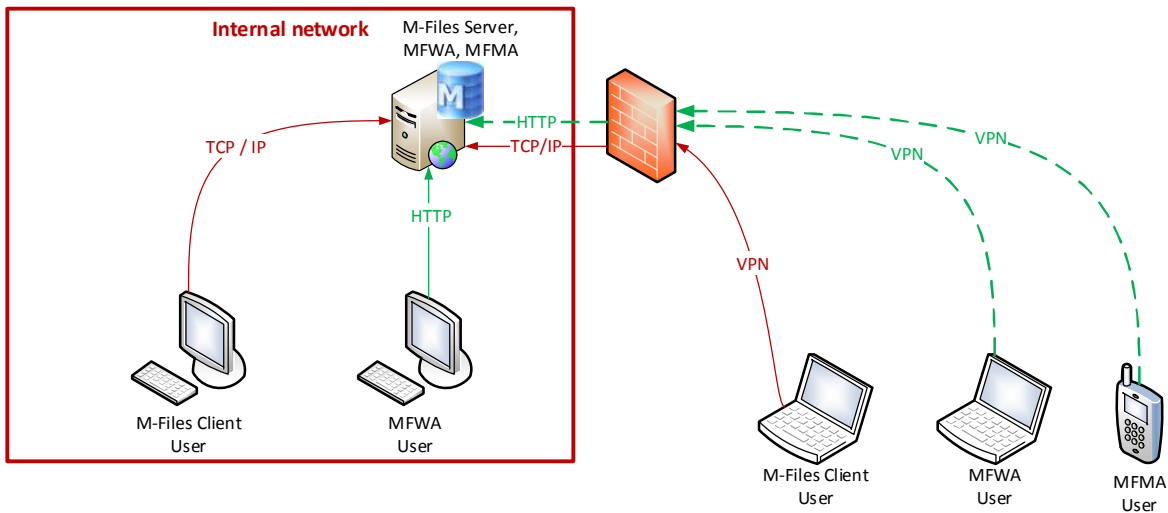 Internal network
M-Files Server,
MFWA, MFMA
M
HTTP
TCP/IP
TCP / IP
HTTP
VPN
VPN
VPN
M-Files Client
User
MFWA
User
M-Files Client
User
MFWA
User
MFMA
User